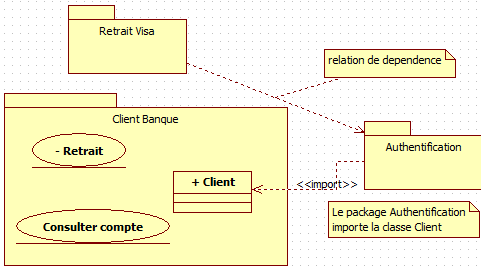 Retrait Visa
relation de dependence
Client Banque
- Retrait
Authentification
+ Client
<<import>>
Le package Authentification
importe la classe Client
Consulter compte